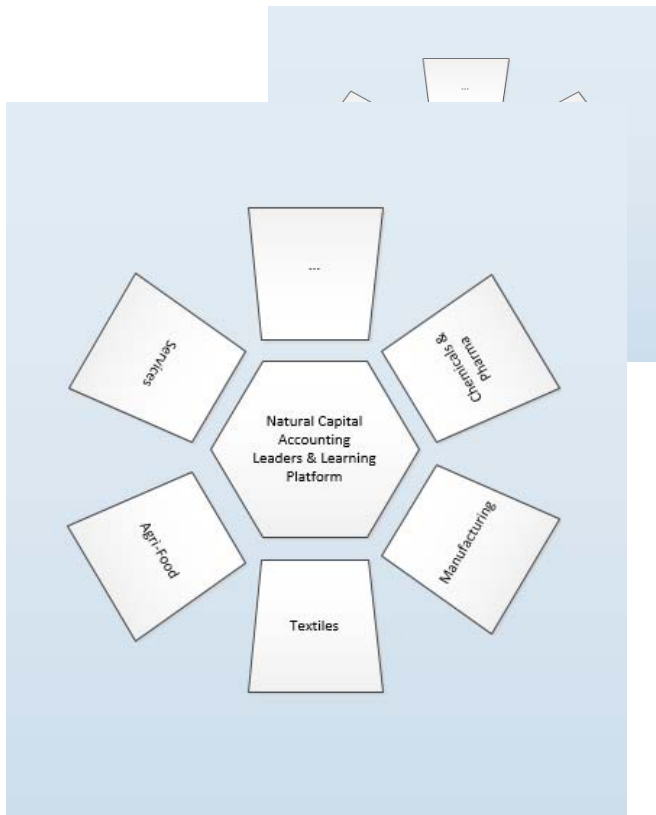 ...
---
Services
Chemicals &
Pharma
Natural Capital
Accounting
Leaders & Learning
Platform
Agri-Food
Manufacturing
Textiles